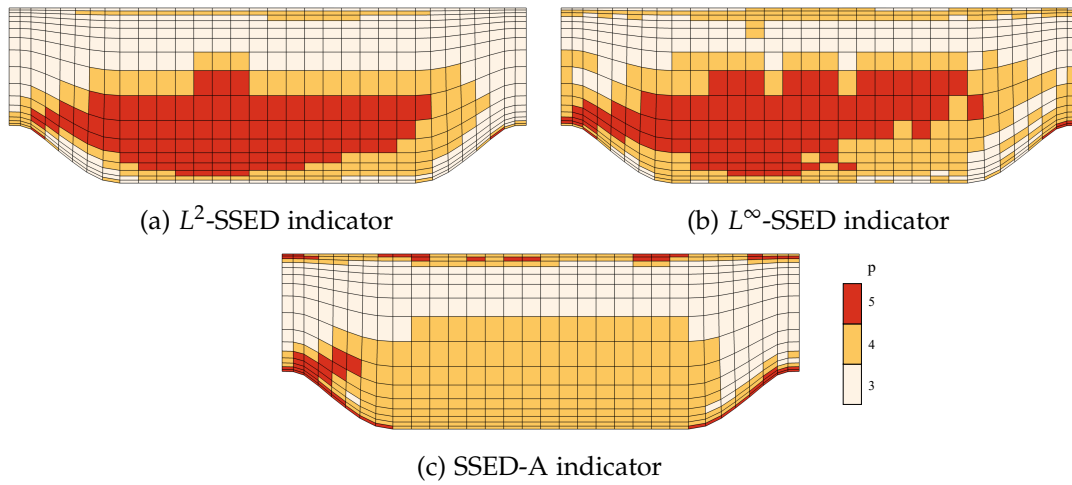 (a) L²-SSED indicator
(b) L∞-SSED indicator
p
5
4
3
(c) SSED-A indicator